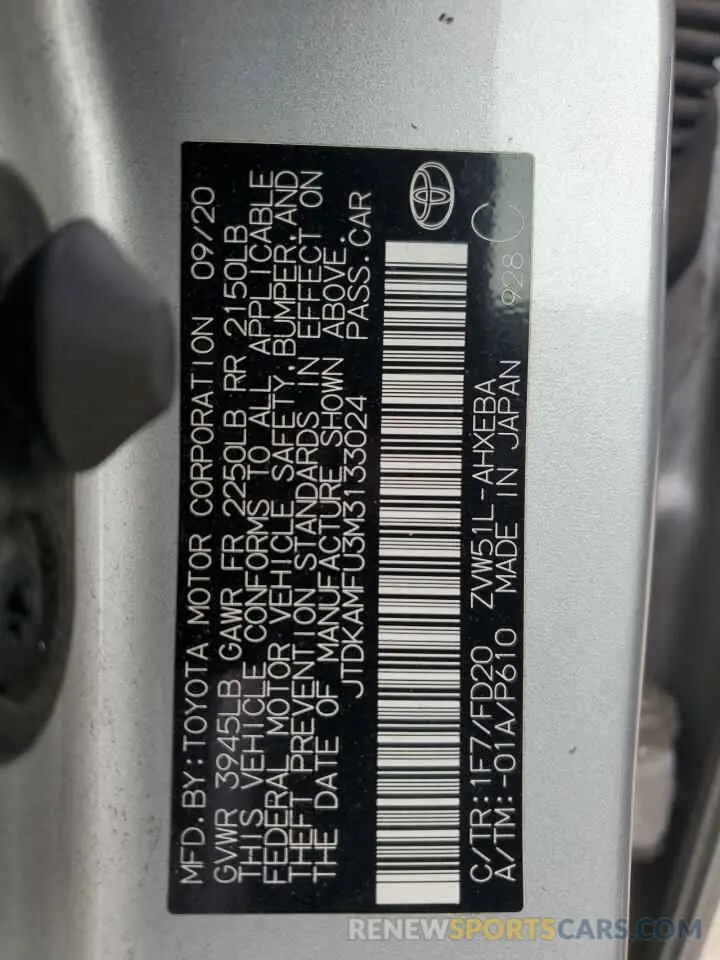 MFD.BY:TOYOTA MOTOR CORPORATION 09/20
GVWR 3945LB GAWR FR 2250LB RR 2150LB
THIS VEHICLE CONFORMS TO ALL APPLICABLE
FEDERAL MOTOR VEHICLE SAFETY, BUMPER, AND
THEFT PREVENTION STANDARDS IN EFFECT ON
THE DATE OF MANUFACTURE SHOWN ABOVE.
JTDKAMFU3M3133024 PASS.CAR
C/TR:1F7/FD20 ZVW51L-AHXEBA 928 C
A/TM:-01A/P610 MADE IN JAPAN
RENEWSPORTSCARS.COM